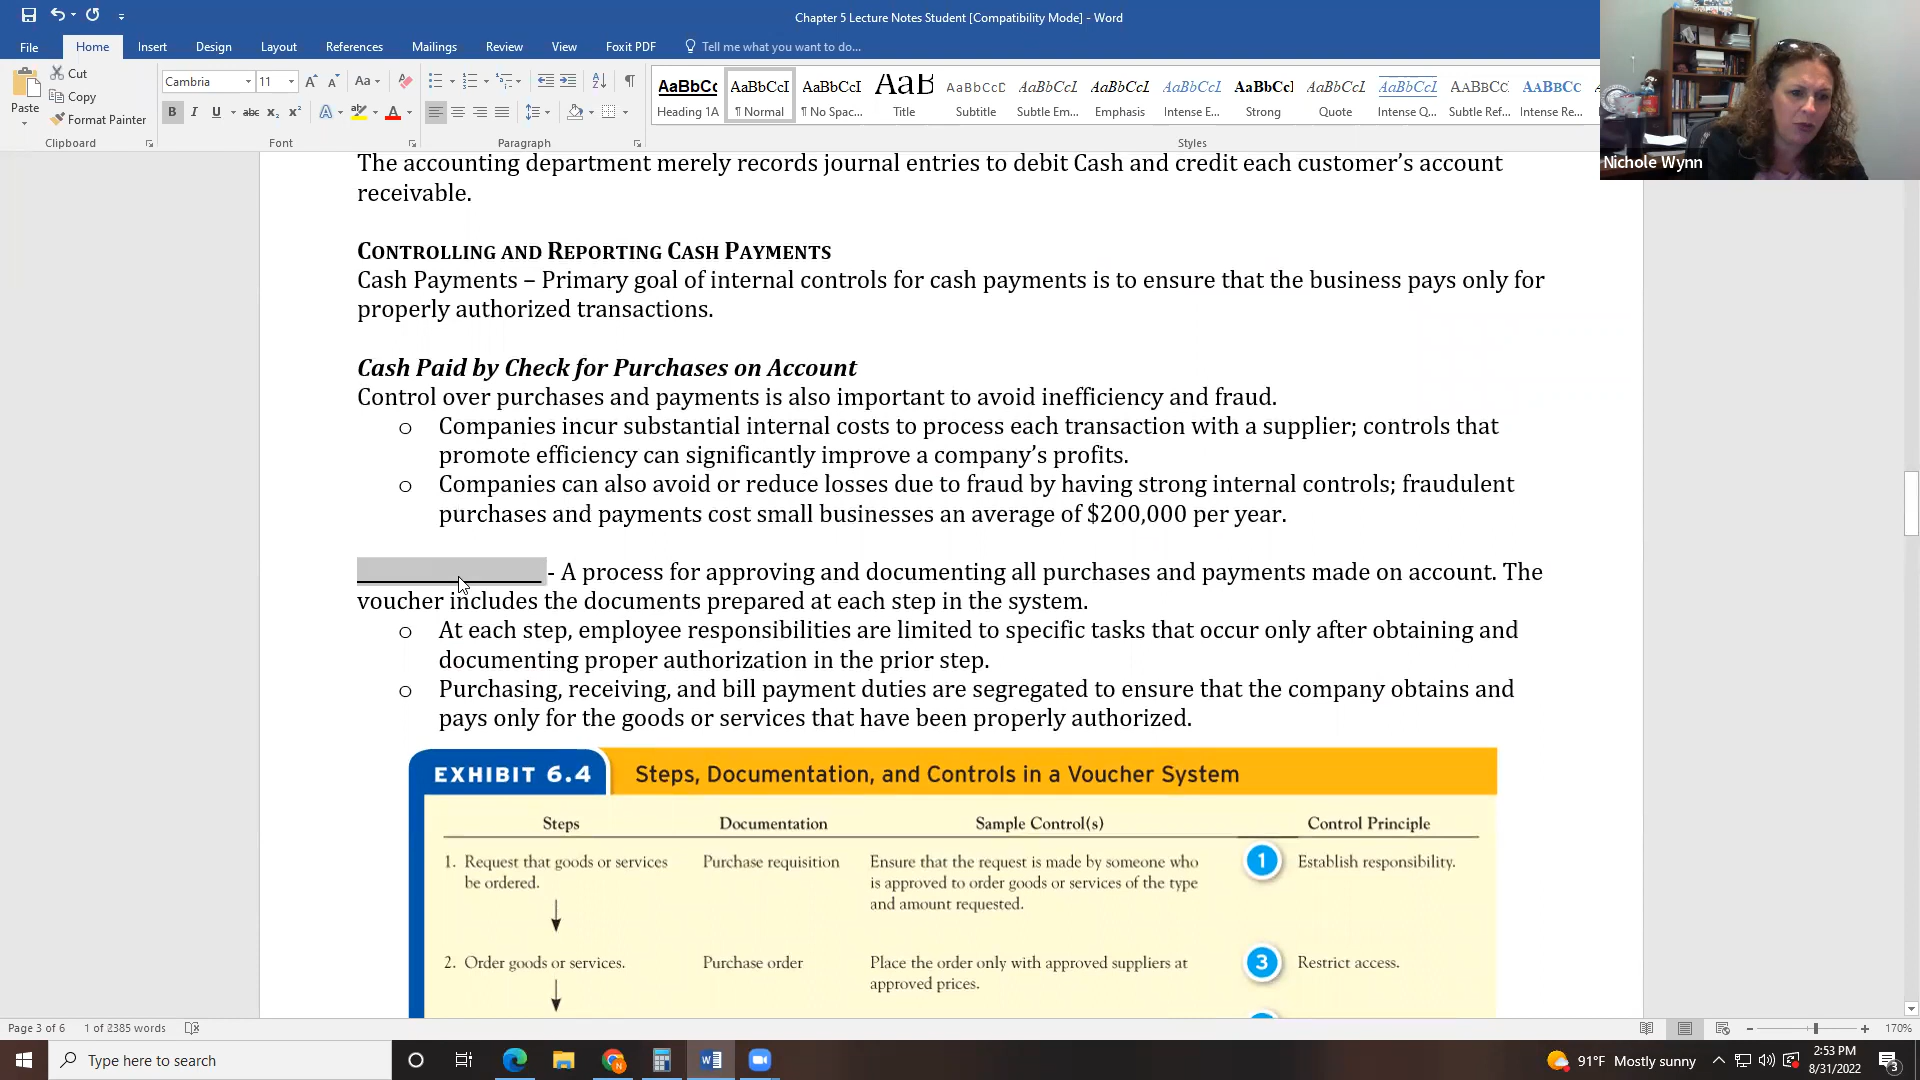 Chapter 5 Lecture Notes Student [Compatibility Mode] - Word
File Home Insert Design Layout References Mailings Review View Foxit PDF Tell me what you want to do...
Paste
Cut
Copy
Format Painter
Cambria 11
Clipboard Font Paragraph Styles
AaBbCc AaBbCcI AaBbCcI AaB AaBbCcD AaBbCcI AaBbCcI AaBbCcI AaBbCcI AaBbCcI AaBbCcI AABBCC AABBCC
Heading 1A ¶ Normal ¶ No Spac... Title Subtitle Subtle Em... Emphasis Intense E... Strong Quote Intense Q... Subtle Ref... Intense Re...
Nichole Wynn
The accounting department merely records journal entries to debit Cash and credit each customer’s account
receivable.
CONTROLLING AND REPORTING CASH PAYMENTS
Cash Payments – Primary goal of internal controls for cash payments is to ensure that the business pays only for
properly authorized transactions.
Cash Paid by Check for Purchases on Account
Control over purchases and payments is also important to avoid inefficiency and fraud.
o Companies incur substantial internal costs to process each transaction with a supplier; controls that
promote efficiency can significantly improve a company’s profits.
o Companies can also avoid or reduce losses due to fraud by having strong internal controls; fraudulent
purchases and payments cost small businesses an average of $200,000 per year.
________________ - A process for approving and documenting all purchases and payments made on account. The
voucher includes the documents prepared at each step in the system.
o At each step, employee responsibilities are limited to specific tasks that occur only after obtaining and
documenting proper authorization in the prior step.
o Purchasing, receiving, and bill payment duties are segregated to ensure that the company obtains and
pays only for the goods or services that have been properly authorized.
EXHIBIT 6.4 Steps, Documentation, and Controls in a Voucher System
Steps Documentation Sample Control(s) Control Principle
1. Request that goods or services Purchase requisition Ensure that the request is made by someone who 1 Establish responsibility.
be ordered. is approved to order goods or services of the type
and amount requested.
2. Order goods or services. Purchase order Place the order only with approved suppliers at 3 Restrict access.
approved prices.
Page 3 of 6 1 of 2385 words 170%
Type here to search
91°F Mostly sunny
2:53 PM
8/31/2022
3